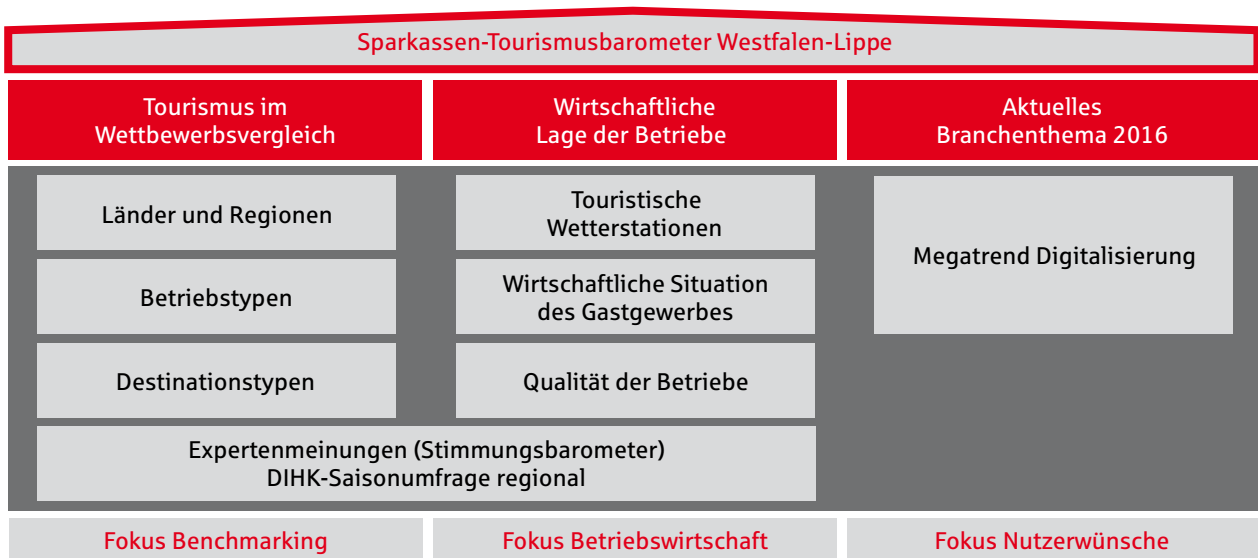 Sparkassen-Tourismusbarometer Westfalen-Lippe
Tourismus im
Wettbewerbsvergleich
Wirtschaftliche
Lage der Betriebe
Aktuelles
Branchenthema 2016
Länder und Regionen
Betriebstypen
Destinationstypen
Touristische
Wetterstationen
Wirtschaftliche Situation
des Gastgewerbes
Qualität der Betriebe
Megatrend Digitalisierung
Expertenmeinungen (Stimmungsbarometer)
DIHK-Saisonumfrage regional
Fokus Benchmarking
Fokus Betriebswirtschaft
Fokus Nutzerwünsche